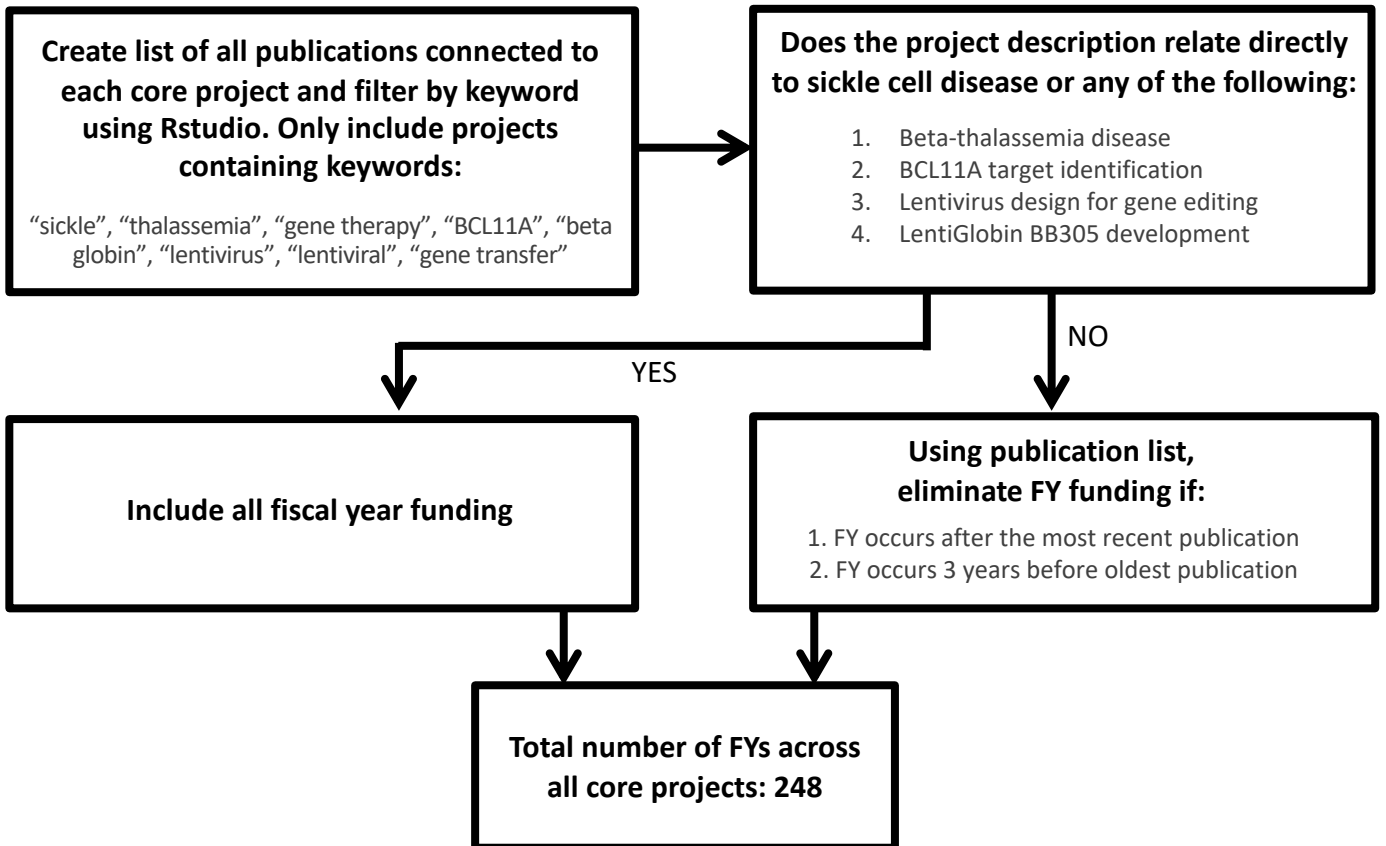 Create list of all publications connected to
each core project and filter by keyword
using Rstudio. Only include projects
containing keywords:
“sickle”, “thalassemia”, “gene therapy”, “BCL11A”, “beta
globin”, “lentivirus”, “lentiviral”, “gene transfer”
Does the project description relate directly
to sickle cell disease or any of the following:
1. Beta-thalassemia disease
2. BCL11A target identification
3. Lentivirus design for gene editing
4. LentiGlobin BB305 development
YES
NO
Include all fiscal year funding
Using publication list,
eliminate FY funding if:
1. FY occurs after the most recent publication
2. FY occurs 3 years before oldest publication
Total number of FYs across
all core projects: 248